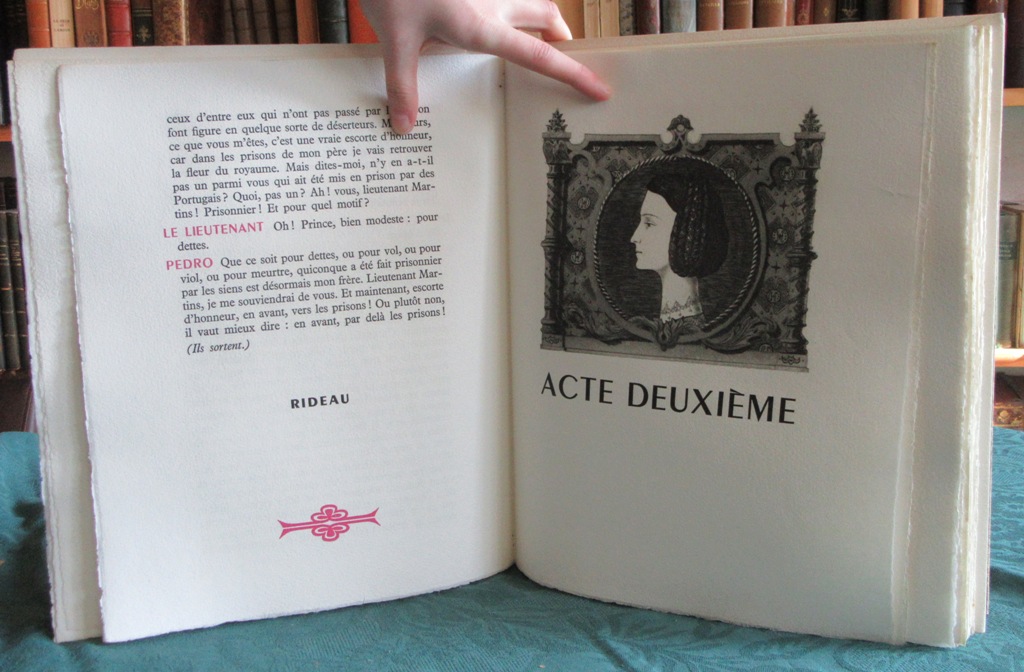 ceux d'entre eux qui n'ont pas passé par
font figure en quelque sorte de déserteurs.
ce que vous m'êtes, c'est une vraie escorte d'honneur,
car dans les prisons de mon père je vais retrouver
la fleur du royaume. Mais dites-moi, n'y en a-t-il
pas un parmi vous qui ait été mis en prison par des
Portugais ? Quoi, pas un ? Ah ! vous, lieutenant Mar-
tins ! Prisonnier ! Et pour quel motif ?
LE LIEUTENANT Oh ! Prince, bien modeste : pour
dettes.
PEDRO Que ce soit pour dettes, ou pour vol, ou pour
viol, ou pour meurtre, quiconque a été fait prisonnier
par les siens est désormais mon frère. Lieutenant Mar-
tins, je me souviendrai de vous. Et maintenant, escorte
d'honneur, en avant, vers les prisons ! Ou plutôt non,
il vaut mieux dire : en avant, par delà les prisons !
(Ils sortent.)
RIDEAU
ACTE DEUXIÈME